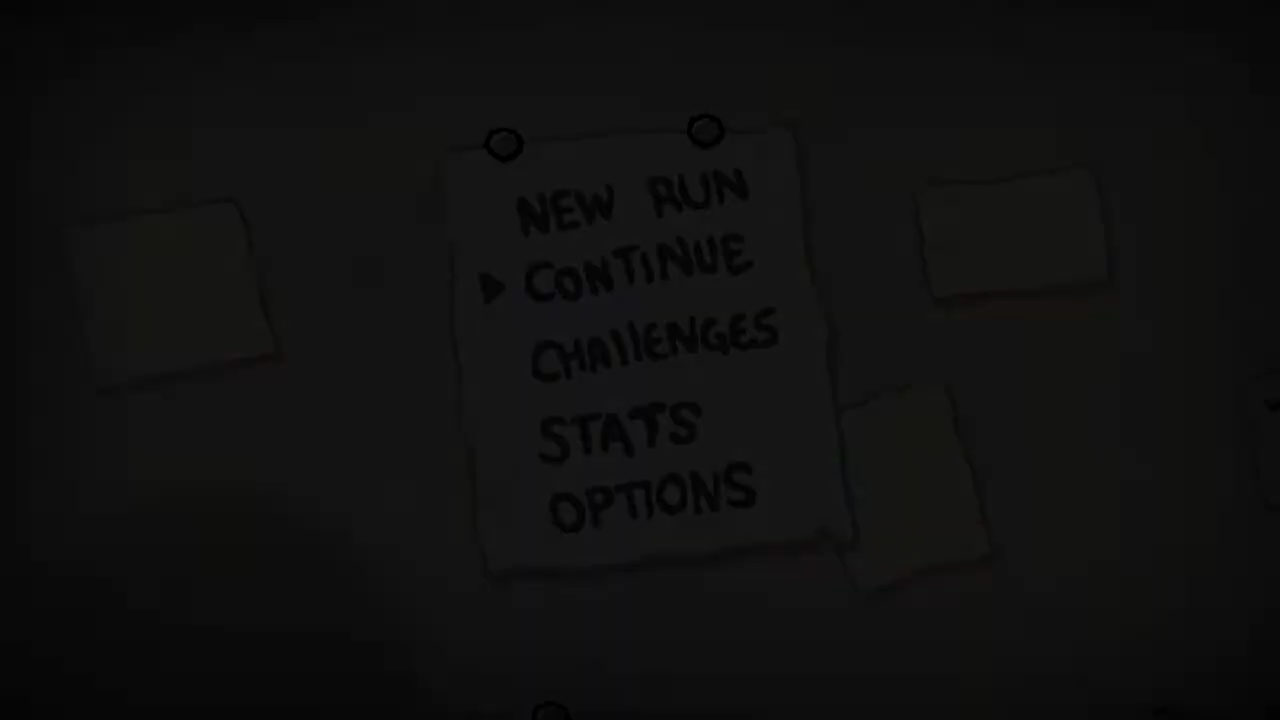 NEW RUN
CONTINUE
CHALLENGES
STATS
OPTIONS